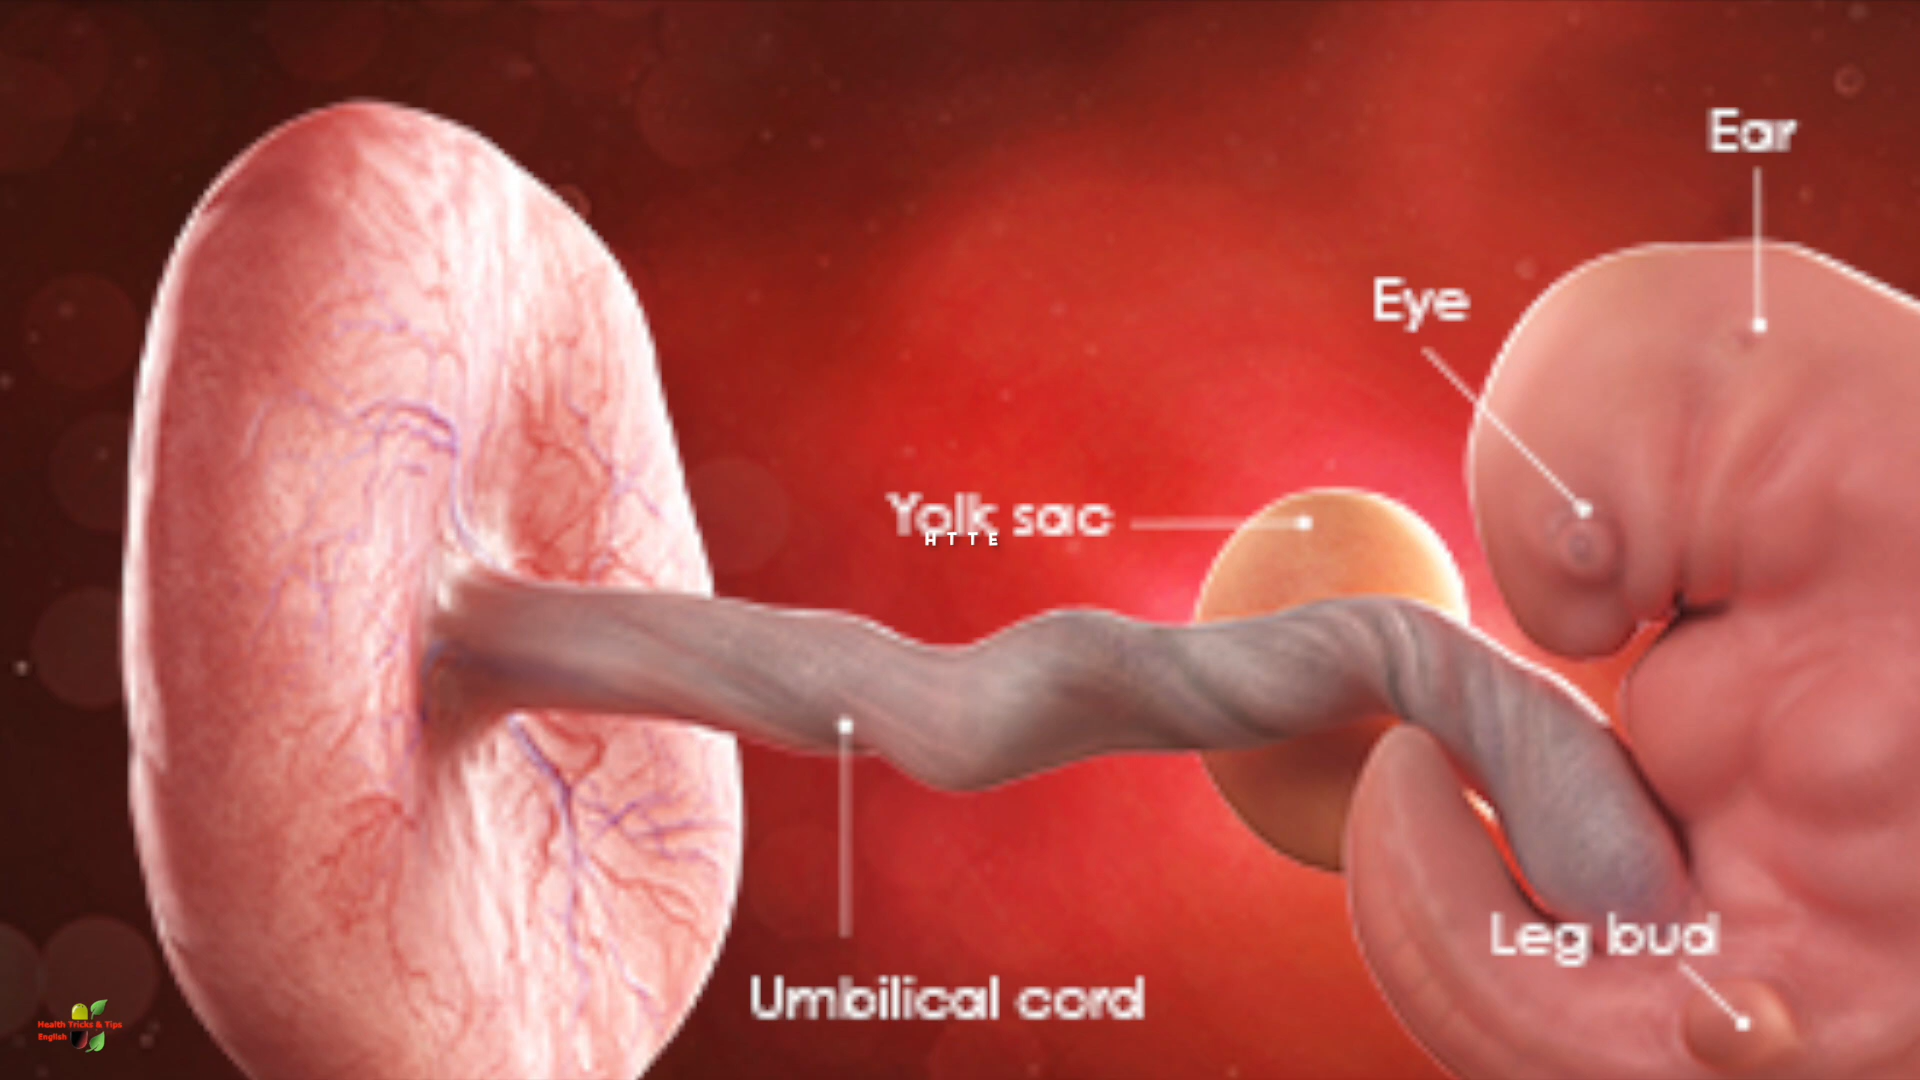 Ear
Eye
Yolk sac
HTTE
Umbilical cord
Leg bud
Health Tricks & Tips
English